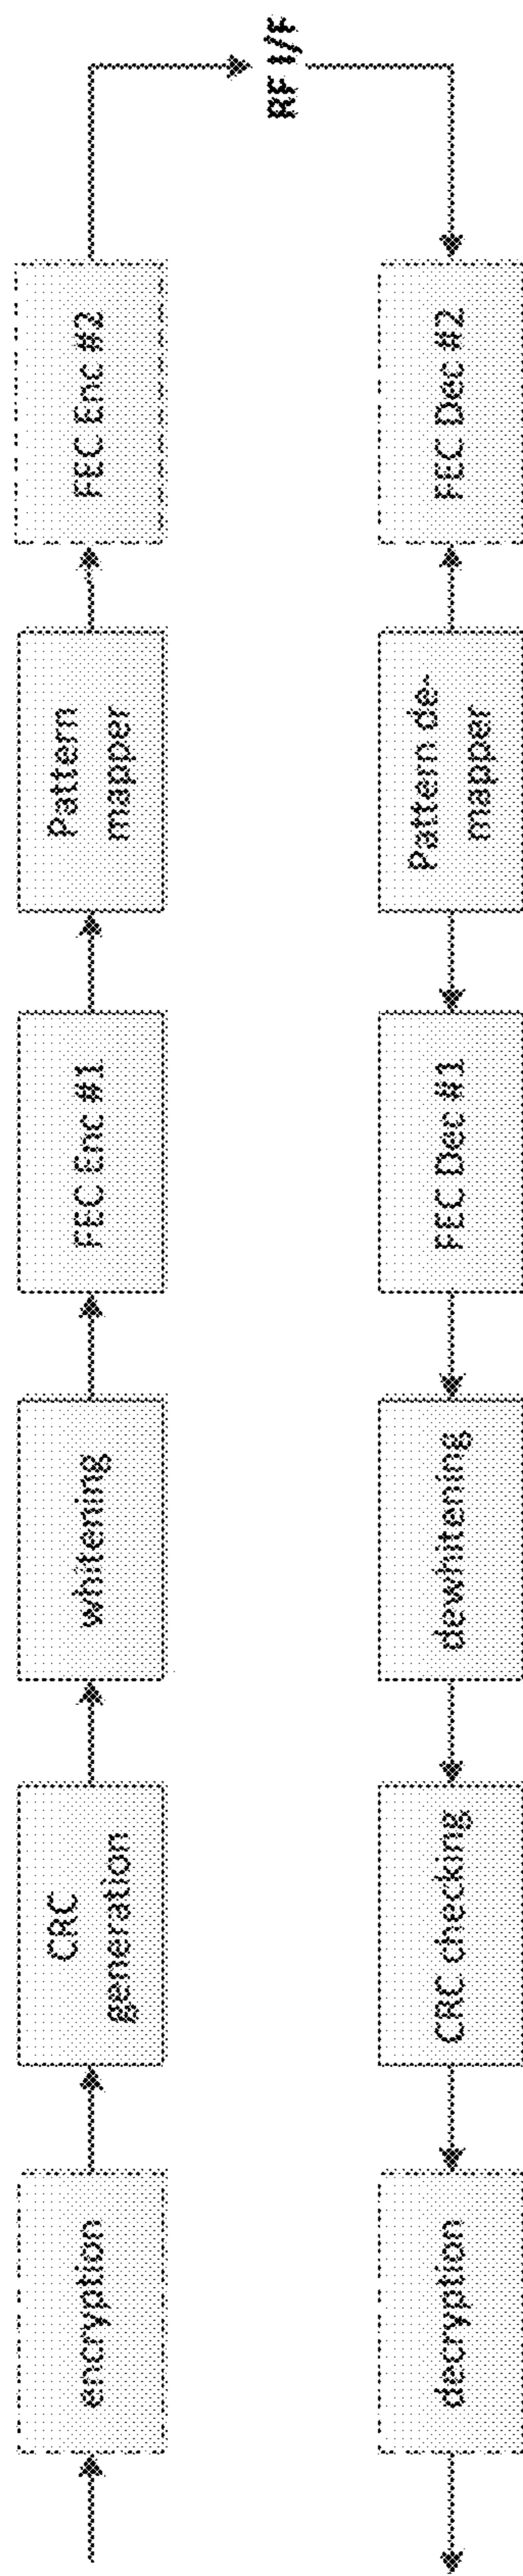 encryption
CRC
generation
whitening
FEC Enc #1
Pattern
mapper
FEC Enc #2
RF I/F
decryption
CRC checking
dewhitening
FEC Dec #1
Pattern de-
mapper
FEC Dec #2